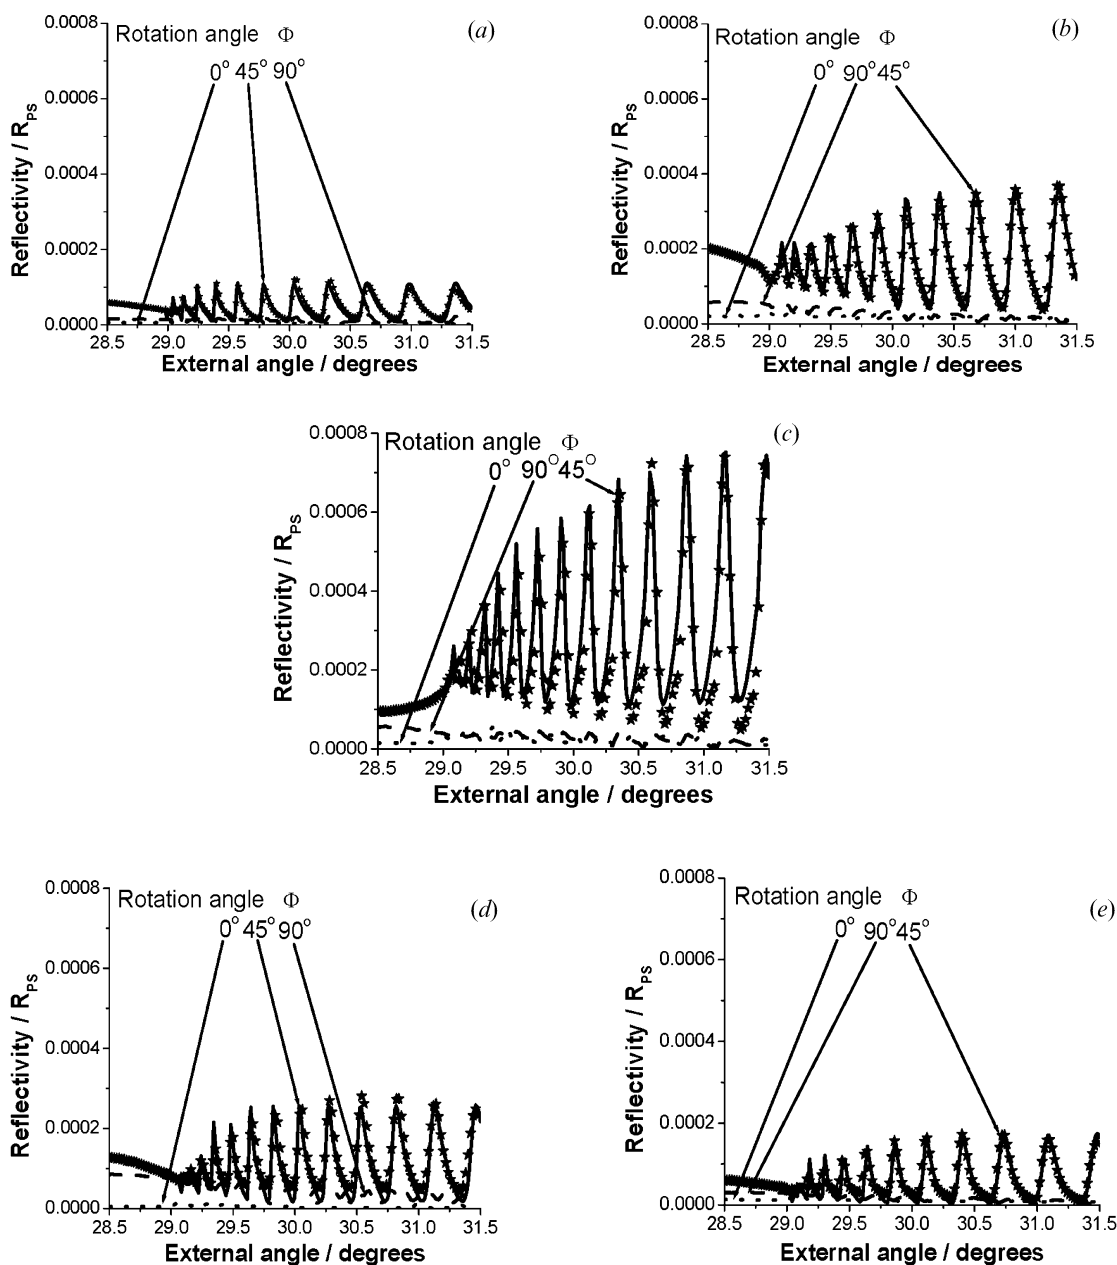 (a)
Rotation angle Φ
0° 45° 90°
0.0008
0.0006
0.0004
0.0002
0.0000
Reflectivity / R_PS
28.5 29.0 29.5 30.0 30.5 31.0 31.5
External angle / degrees
(b)
Rotation angle Φ
0° 90° 45°
0.0008
0.0006
0.0004
0.0002
0.0000
Reflectivity / R_PS
28.5 29.0 29.5 30.0 30.5 31.0 31.5
External angle / degrees
(c)
Rotation angle Φ
0° 90° 45°
0.0008
0.0006
0.0004
0.0002
0.0000
Reflectivity / R_PS
28.5 29.0 29.5 30.0 30.5 31.0 31.5
External angle / degrees
(d)
Rotation angle Φ
0° 45° 90°
0.0008
0.0006
0.0004
0.0002
0.0000
Reflectivity / R_PS
28.5 29.0 29.5 30.0 30.5 31.0 31.5
External angle / degrees
(e)
Rotation angle Φ
0° 90° 45°
0.0008
0.0006
0.0004
0.0002
0.0000
Reflectivity / R_PS
28.5 29.0 29.5 30.0 30.5 31.0 31.5
External angle / degrees